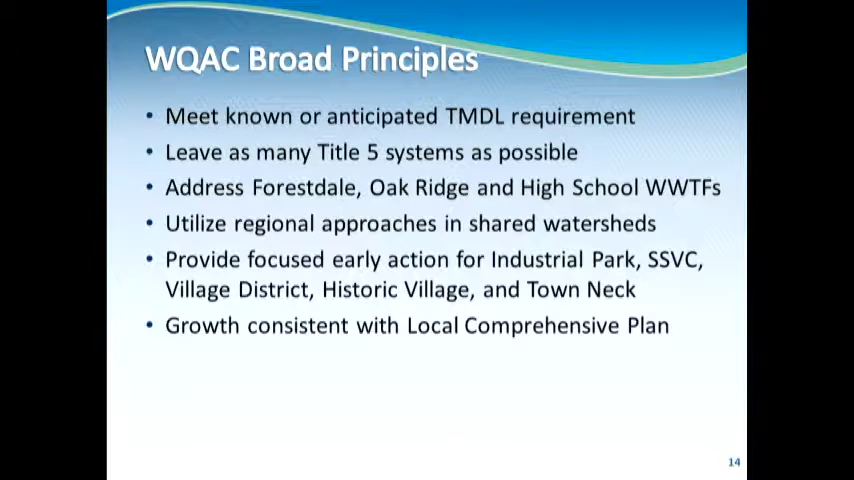 WQAC Broad Principles
• Meet known or anticipated TMDL requirement
• Leave as many Title 5 systems as possible
• Address Forestdale, Oak Ridge and High School WWTFs
• Utilize regional approaches in shared watersheds
• Provide focused early action for Industrial Park, SSVC,
Village District, Historic Village, and Town Neck
• Growth consistent with Local Comprehensive Plan
14